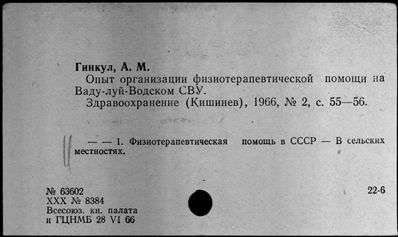 Гинкул, А. М.
Опыт организации физиотерапевтической помощи на
Ваду-луй-Водском СВУ.
Здравоохранение (Кишинев), 1966, № 2, с. 55—56.
— — 1. Физиотерапевтическая помощь в СССР — В сельских
местностях.
№ 63602
XXX № 8384
Всесоюз. кн. палата
и ГЦНМБ 28 VI 66
22-6